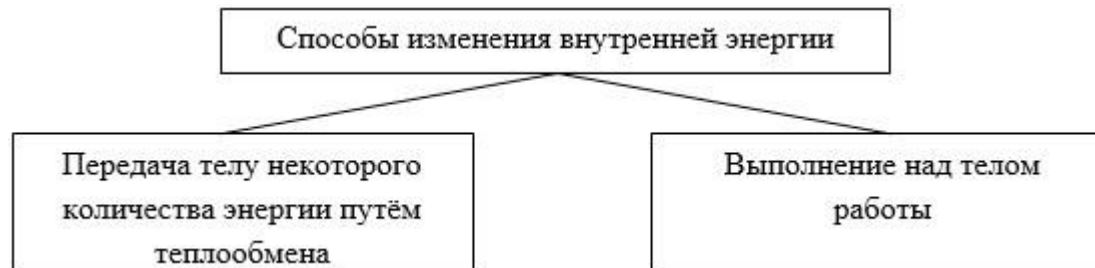 Способы изменения внутренней энергии
Передача телу некоторого
количества энергии путём
теплообмена
Выполнение над телом
работы